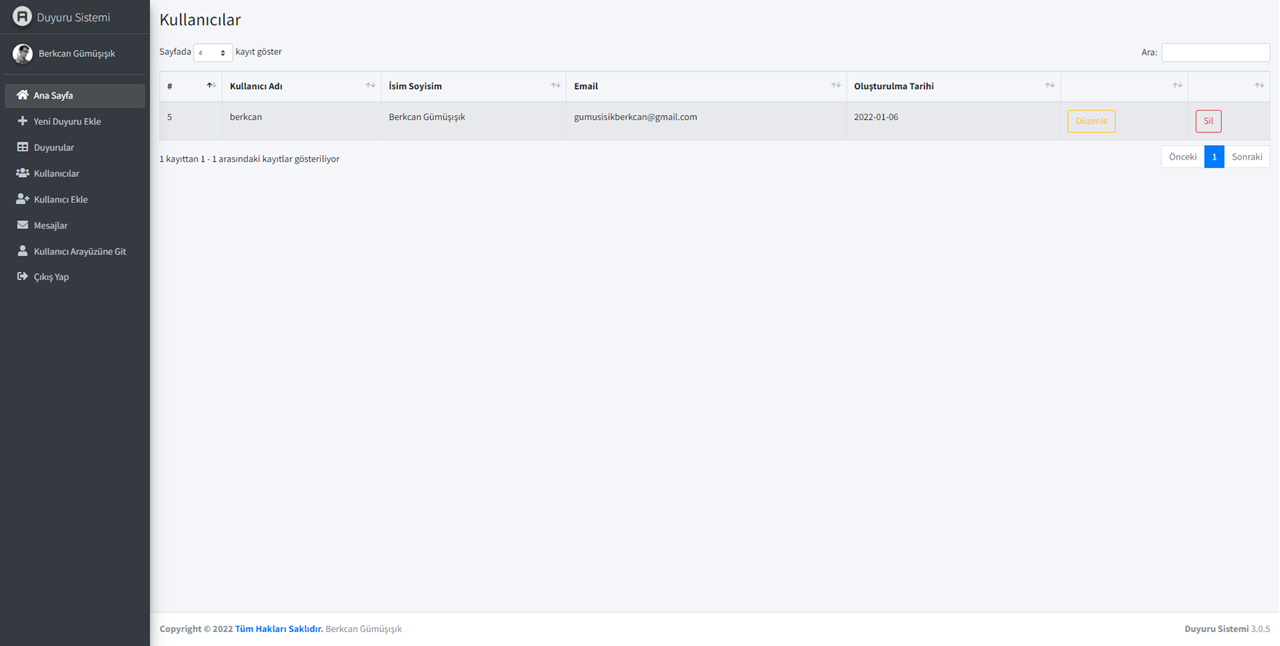 Duyuru Sistemi
Berkcan Gümüşışık
Ana Sayfa
Yeni Duyuru Ekle
Duyurular
Kullanıcılar
Kullanıcı Ekle
Mesajlar
Kullanıcı Arayüzüne Git
Çıkış Yap
Kullanıcılar
Sayfada 4 kayıt göster
Ara:
# Kullanıcı Adı İsim Soyisim Email Oluşturulma Tarihi
5 berkcan Berkcan Gümüşışık gumusisikberkcan@gmail.com 2022-01-06 Düzenle Sil
1 kayıttan 1 - 1 arasındaki kayıtlar gösteriliyor
Önceki 1 Sonraki
Copyright © 2022 Tüm Hakları Saklıdır. Berkcan Gümüşışık
Duyuru Sistemi 3.0.5